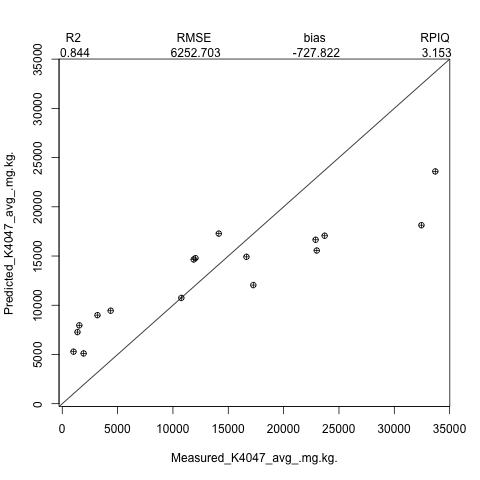 R2 RMSE bias RPIQ
0.844 6252.703 -727.822 3.153
Predicted_K4047_avg_.mg.kg.
35000
30000
25000
20000
15000
10000
5000
0
0 5000 10000 15000 20000 25000 30000 35000
Measured_K4047_avg_.mg.kg.